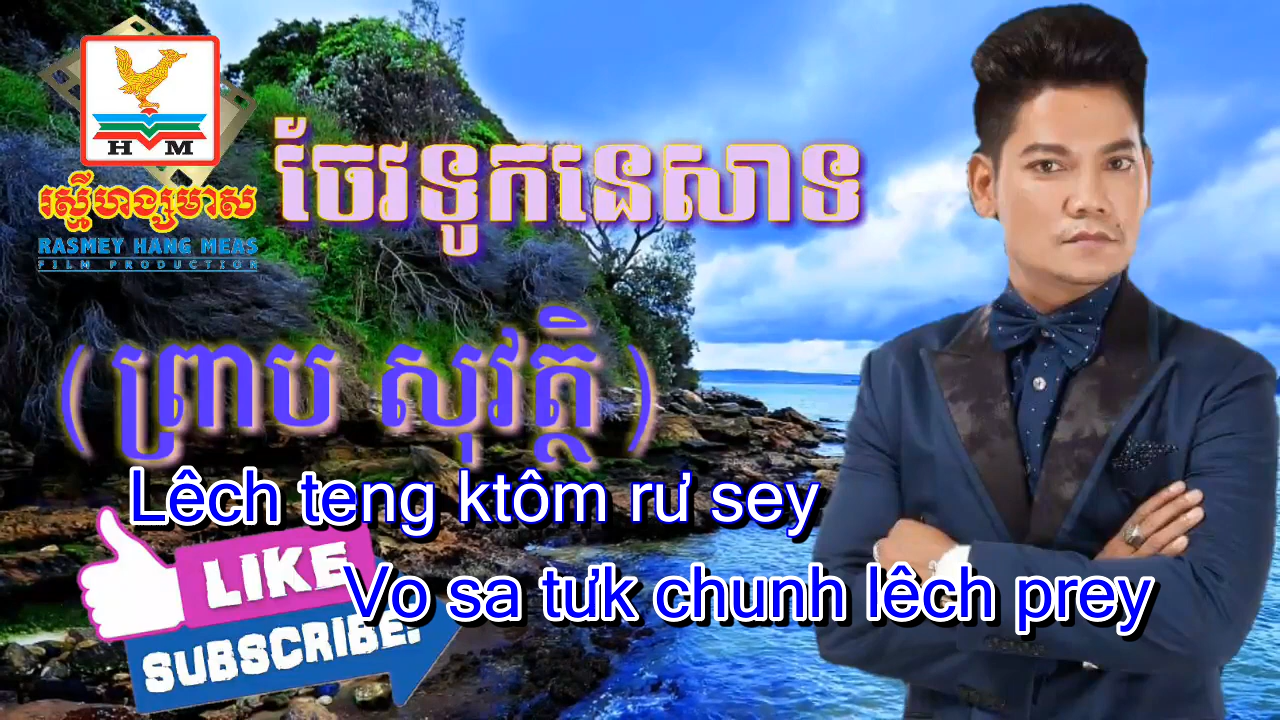 H M
រស្មីហង្សមាស
RASMEY HANG MEAS
FILM PRODUCTION
ចែវទូកនេសាទ
( ព្រាប សុវត្ថិ )
Lêch teng ktôm rư sey
LIKE
Vo sa tưk chunh lêch prey
SUBSCRIBE!